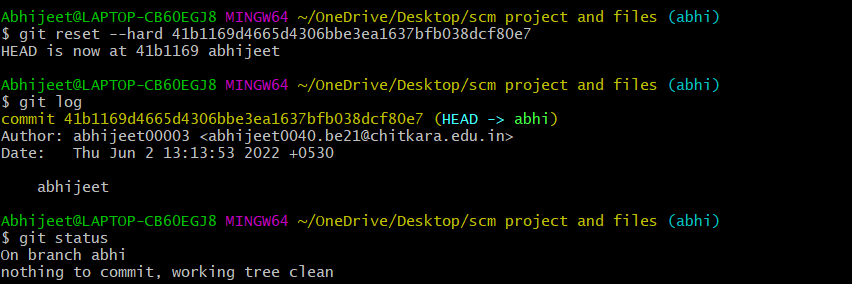 Abhijeet@LAPTOP-CB6OEGJ8 MINGW64 ~/OneDrive/Desktop/scm project and files (abhi)
$ git reset --hard 41b1169d4665d4306bbe3ea1637bfb038dcf80e7
HEAD is now at 41b1169 abhijeet
Abhijeet@LAPTOP-CB6OEGJ8 MINGW64 ~/OneDrive/Desktop/scm project and files (abhi)
$ git log
commit 41b1169d4665d4306bbe3ea1637bfb038dcf80e7 (HEAD -> abhi)
Author: abhijeet00003 <abhijeet0040.be21@chitkara.edu.in>
Date:   Thu Jun 2 13:13:53 2022 +0530
    abhijeet
Abhijeet@LAPTOP-CB6OEGJ8 MINGW64 ~/OneDrive/Desktop/scm project and files (abhi)
$ git status
On branch abhi
nothing to commit, working tree clean